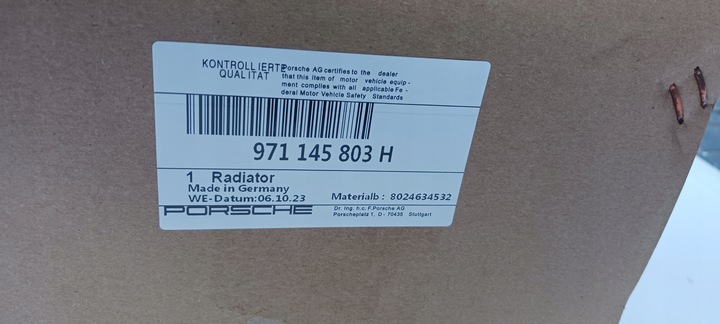 KONTROLLIERTE
QUALITAT
Porsche AG certifies to the dealer
that this item of motor vehicle equip -
ment complies with all applicable Fe -
deral Motor Vehicle Safety Standards
971 145 803 H
1 Radiator
Made in Germany
WE-Datum:06.10.23
Materialb : 8024634532
PORSCHE
Dr. Ing. h.c. F.Porsche AG
Porscheplatz 1, D - 70435 Stuttgart